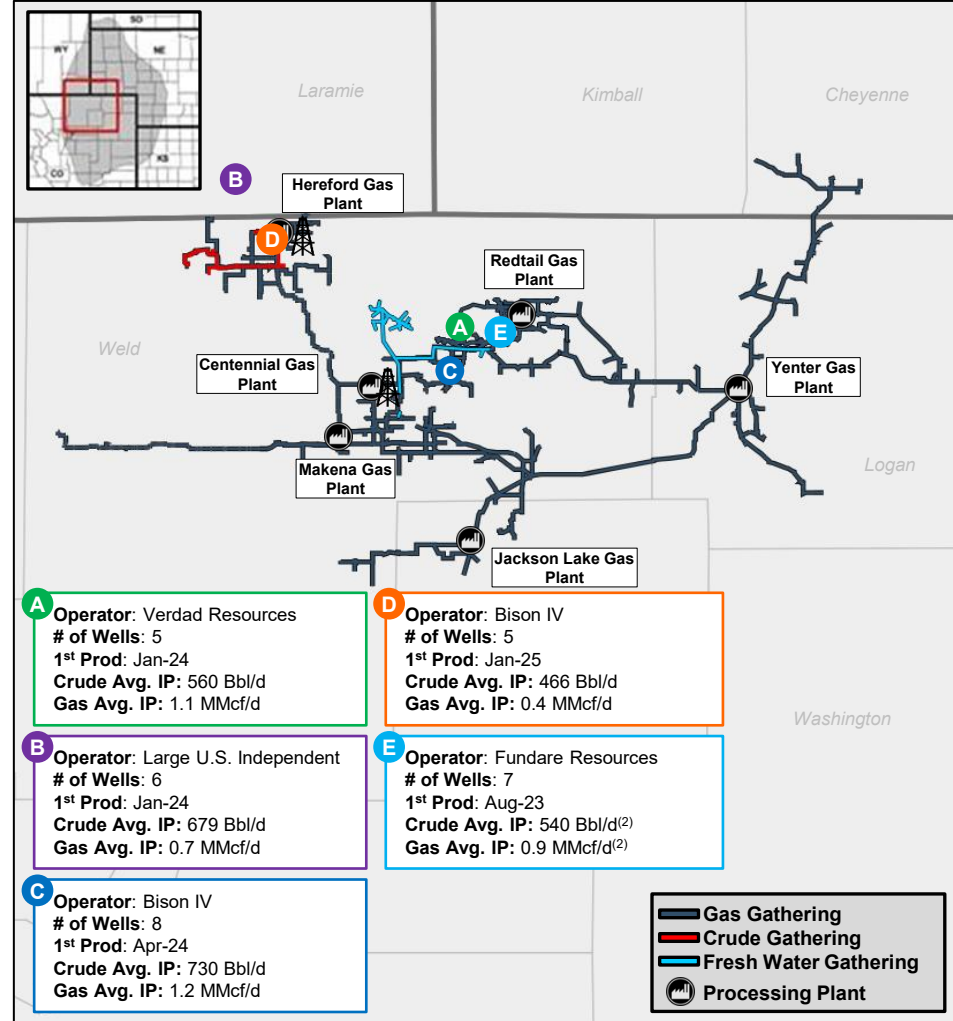 SD
WY
NE
CO
KS
Laramie
Kimball
Cheyenne
B
Hereford Gas
Plant
D
Redtail Gas
Plant
A
E
Weld
Centennial Gas
Plant
C
Yenter Gas
Plant
Makena Gas
Plant
Logan
Jackson Lake Gas
Plant
Washington
A
Operator: Verdad Resources
# of Wells: 5
1st Prod: Jan-24
Crude Avg. IP: 560 Bbl/d
Gas Avg. IP: 1.1 MMcf/d
D
Operator: Bison IV
# of Wells: 5
1st Prod: Jan-25
Crude Avg. IP: 466 Bbl/d
Gas Avg. IP: 0.4 MMcf/d
B
Operator: Large U.S. Independent
# of Wells: 6
1st Prod: Jan-24
Crude Avg. IP: 679 Bbl/d
Gas Avg. IP: 0.7 MMcf/d
E
Operator: Fundare Resources
# of Wells: 7
1st Prod: Aug-23
Crude Avg. IP: 540 Bbl/d(2)
Gas Avg. IP: 0.9 MMcf/d(2)
C
Operator: Bison IV
# of Wells: 8
1st Prod: Apr-24
Crude Avg. IP: 730 Bbl/d
Gas Avg. IP: 1.2 MMcf/d
Gas Gathering
Crude Gathering
Fresh Water Gathering
Processing Plant